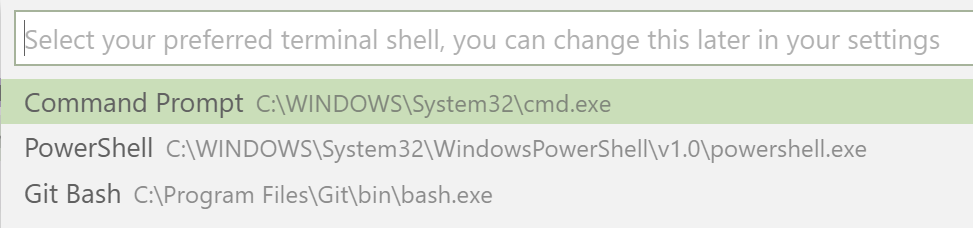 Select your preferred terminal shell, you can change this later in your settings
Command Prompt C:\WINDOWS\System32\cmd.exe
PowerShell C:\WINDOWS\System32\WindowsPowerShell\v1.0\powershell.exe
Git Bash C:\Program Files\Git\bin\bash.exe